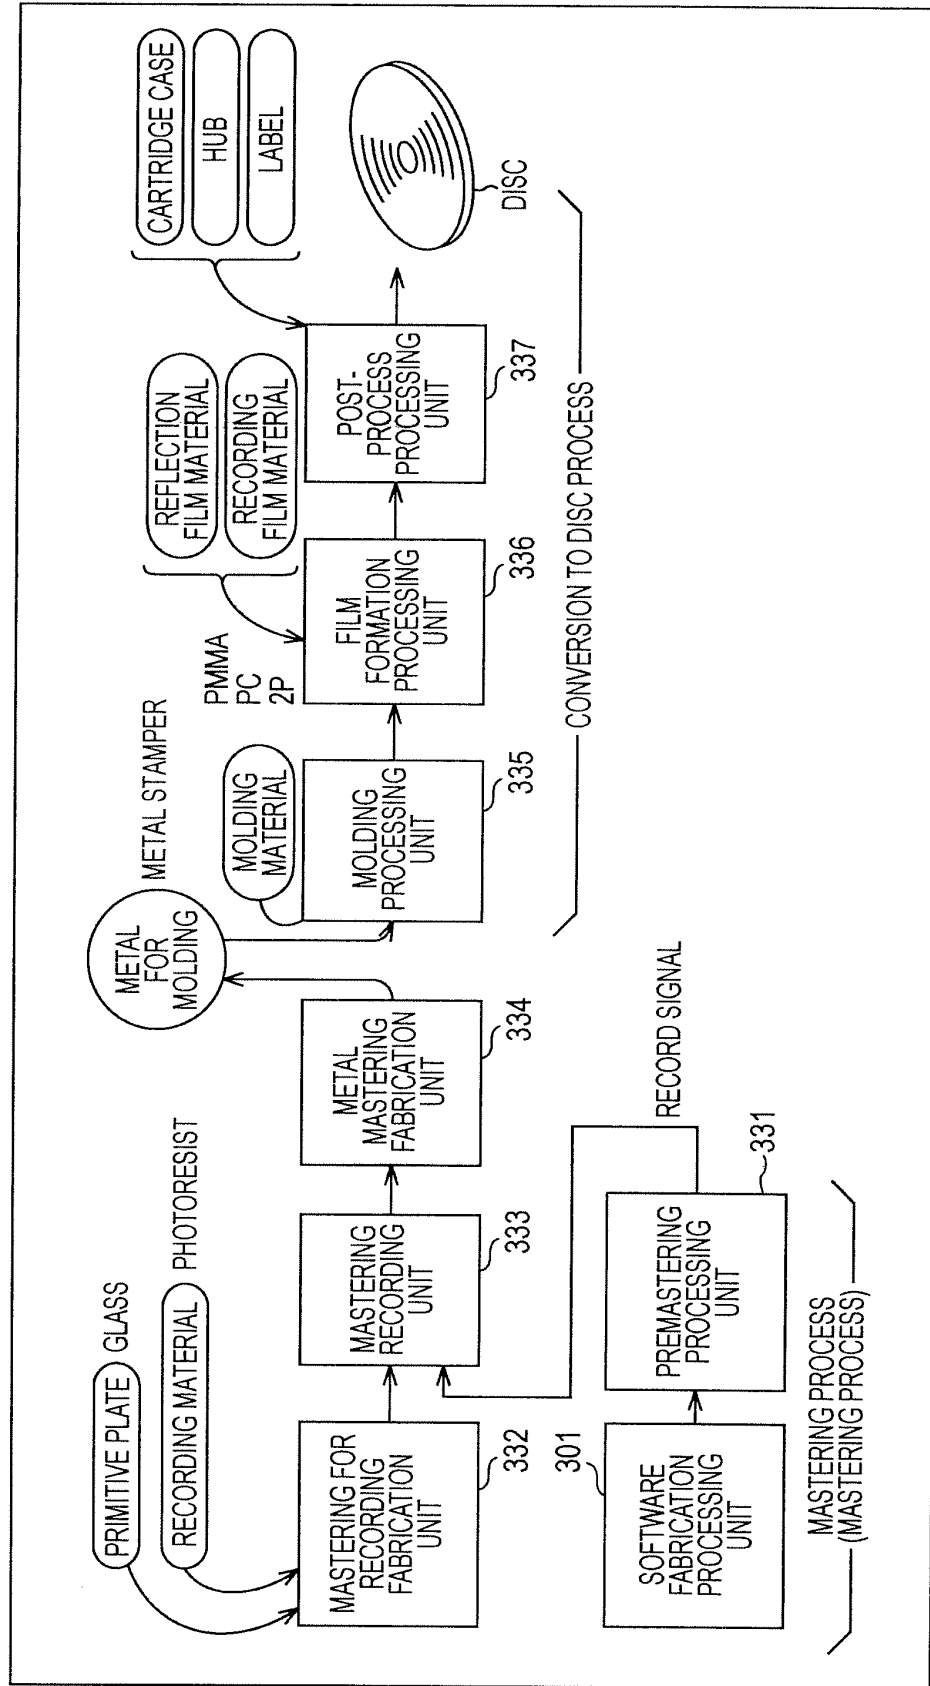 PRIMITIVE PLATE
GLASS
RECORDING MATERIAL
PHOTORESIST
METAL
FOR
MOLDING
METAL STAMPER
MOLDING
MATERIAL
PMMA
PC
2P
REFLECTION
FILM MATERIAL
RECORDING
FILM MATERIAL
CARTRIDGE CASE
HUB
LABEL
MASTERING FOR
RECORDING
FABRICATION
UNIT
332
MASTERING
RECORDING
UNIT
333
METAL
MASTERING
FABRICATION
UNIT
334
MOLDING
PROCESSING
UNIT
335
FILM
FORMATION
PROCESSING
UNIT
336
POST-
PROCESS
PROCESSING
UNIT
337
DISC
301
SOFTWARE
FABRICATION
PROCESSING
UNIT
PREMASTERING
PROCESSING
UNIT
331
RECORD SIGNAL
CONVERSION TO DISC PROCESS
MASTERING PROCESS
(MASTERING PROCESS)